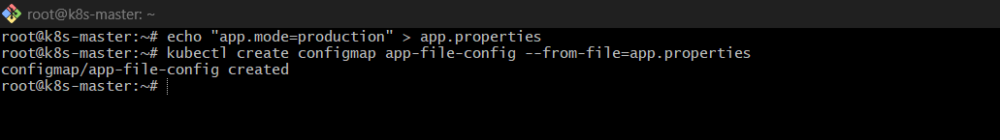 root@k8s-master: ~
root@k8s-master:~# echo "app.mode=production" > app.properties
root@k8s-master:~# kubectl create configmap app-file-config --from-file=app.properties
configmap/app-file-config created
root@k8s-master:~#